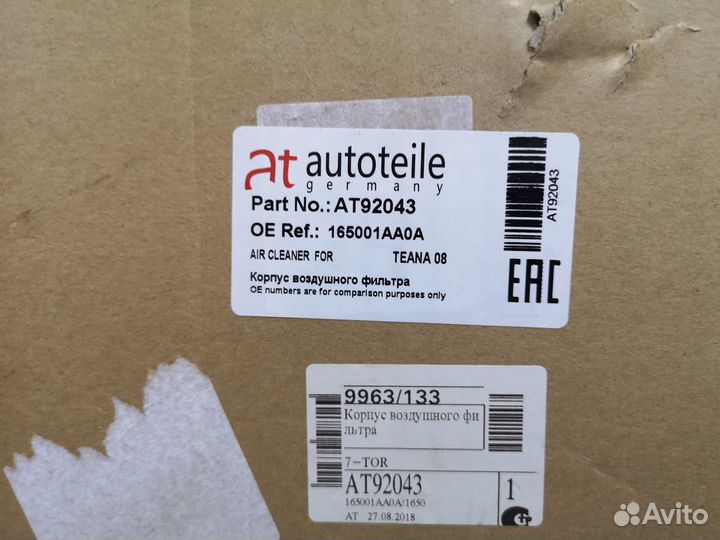 at autoteile
germany
Part No.: AT92043
OE Ref.: 165001AA0A
AIR CLEANER FOR TEANA 08
Корпус воздушного фильтра
OE numbers are for comparison purposes only
AT92043
EAC
9963/133
Корпус воздушного фи
льтра
7-TOR
AT92043
165001AA0A/1650
AT 27.08.2018
1
Avito